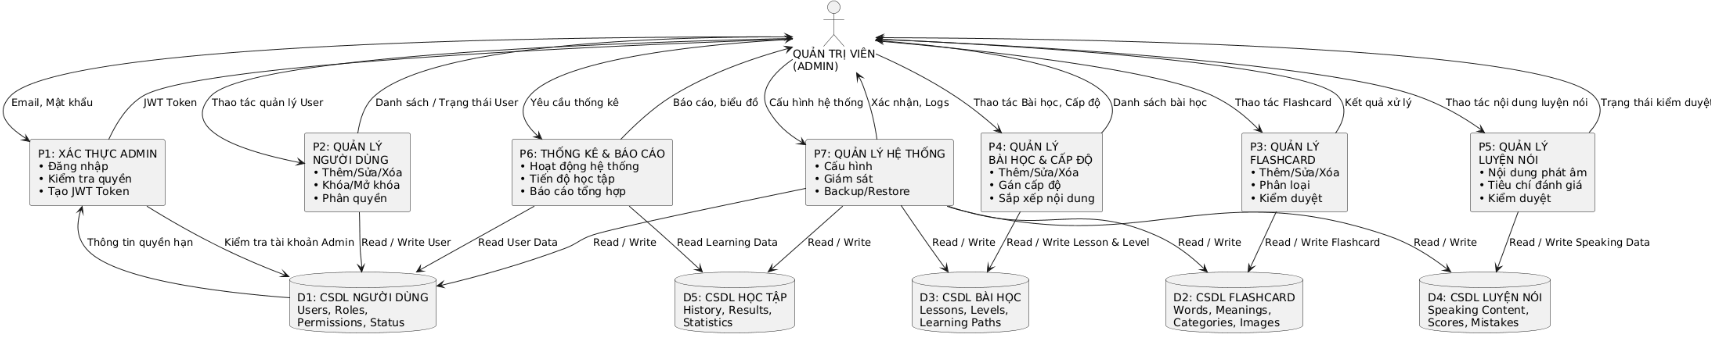 QUẢN TRỊ VIÊN
(ADMIN)
Email, Mật khẩu
JWT Token
Thao tác quản lý User
Danh sách / Trạng thái User
Yêu cầu thống kê
Báo cáo, biểu đồ
Cấu hình hệ thống
Xác nhận, Logs
Thao tác Bài học, Cấp độ
Danh sách bài học
Thao tác Flashcard
Kết quả xử lý
Thao tác nội dung luyện nói
Trạng thái kiểm duyệt
P1: XÁC THỰC ADMIN
• Đăng nhập
• Kiểm tra quyền
• Tạo JWT Token
P2: QUẢN LÝ
NGƯỜI DÙNG
• Thêm/Sửa/Xóa
• Khóa/Mở khóa
• Phân quyền
P6: THỐNG KÊ & BÁO CÁO
• Hoạt động hệ thống
• Tiến độ học tập
• Báo cáo tổng hợp
P7: QUẢN LÝ HỆ THỐNG
• Cấu hình
• Giám sát
• Backup/Restore
P4: QUẢN LÝ
BÀI HỌC & CẤP ĐỘ
• Thêm/Sửa/Xóa
• Gán cấp độ
• Sắp xếp nội dung
P3: QUẢN LÝ
FLASHCARD
• Thêm/Sửa/Xóa
• Phân loại
• Kiểm duyệt
P5: QUẢN LÝ
LUYỆN NÓI
• Nội dung phát âm
• Tiêu chí đánh giá
• Kiểm duyệt
Thông tin quyền hạn
Kiểm tra tài khoản Admin
Read / Write User
Read User Data
Read / Write
Read Learning Data
Read / Write
Read / Write
Read / Write Lesson & Level
Read / Write
Read / Write Flashcard
Read / Write
Read / Write Speaking Data
D1: CSDL NGƯỜI DÙNG
Users, Roles,
Permissions, Status
D5: CSDL HỌC TẬP
History, Results,
Statistics
D3: CSDL BÀI HỌC
Lessons, Levels,
Learning Paths
D2: CSDL FLASHCARD
Words, Meanings,
Categories, Images
D4: CSDL LUYỆN NÓI
Speaking Content,
Scores, Mistakes